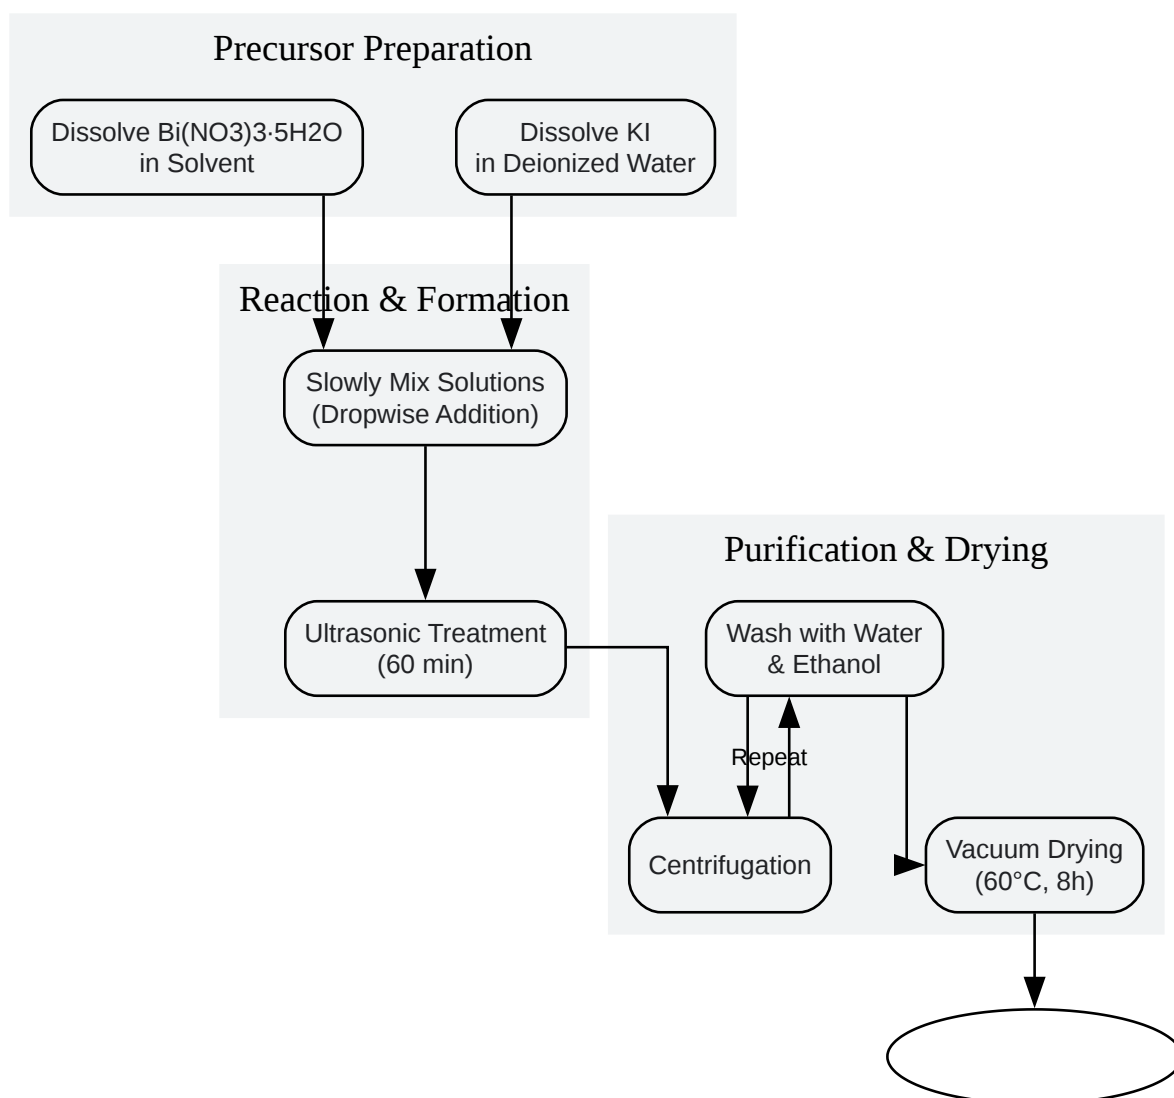 Precursor Preparation
Dissolve Bi(NO3)3·5H2O
in Solvent
Dissolve KI
in Deionized Water
Reaction & Formation
Slowly Mix Solutions
(Dropwise Addition)
Ultrasonic Treatment
(60 min)
Purification & Drying
Wash with Water
& Ethanol
Repeat
Centrifugation
Vacuum Drying
(60°C, 8h)